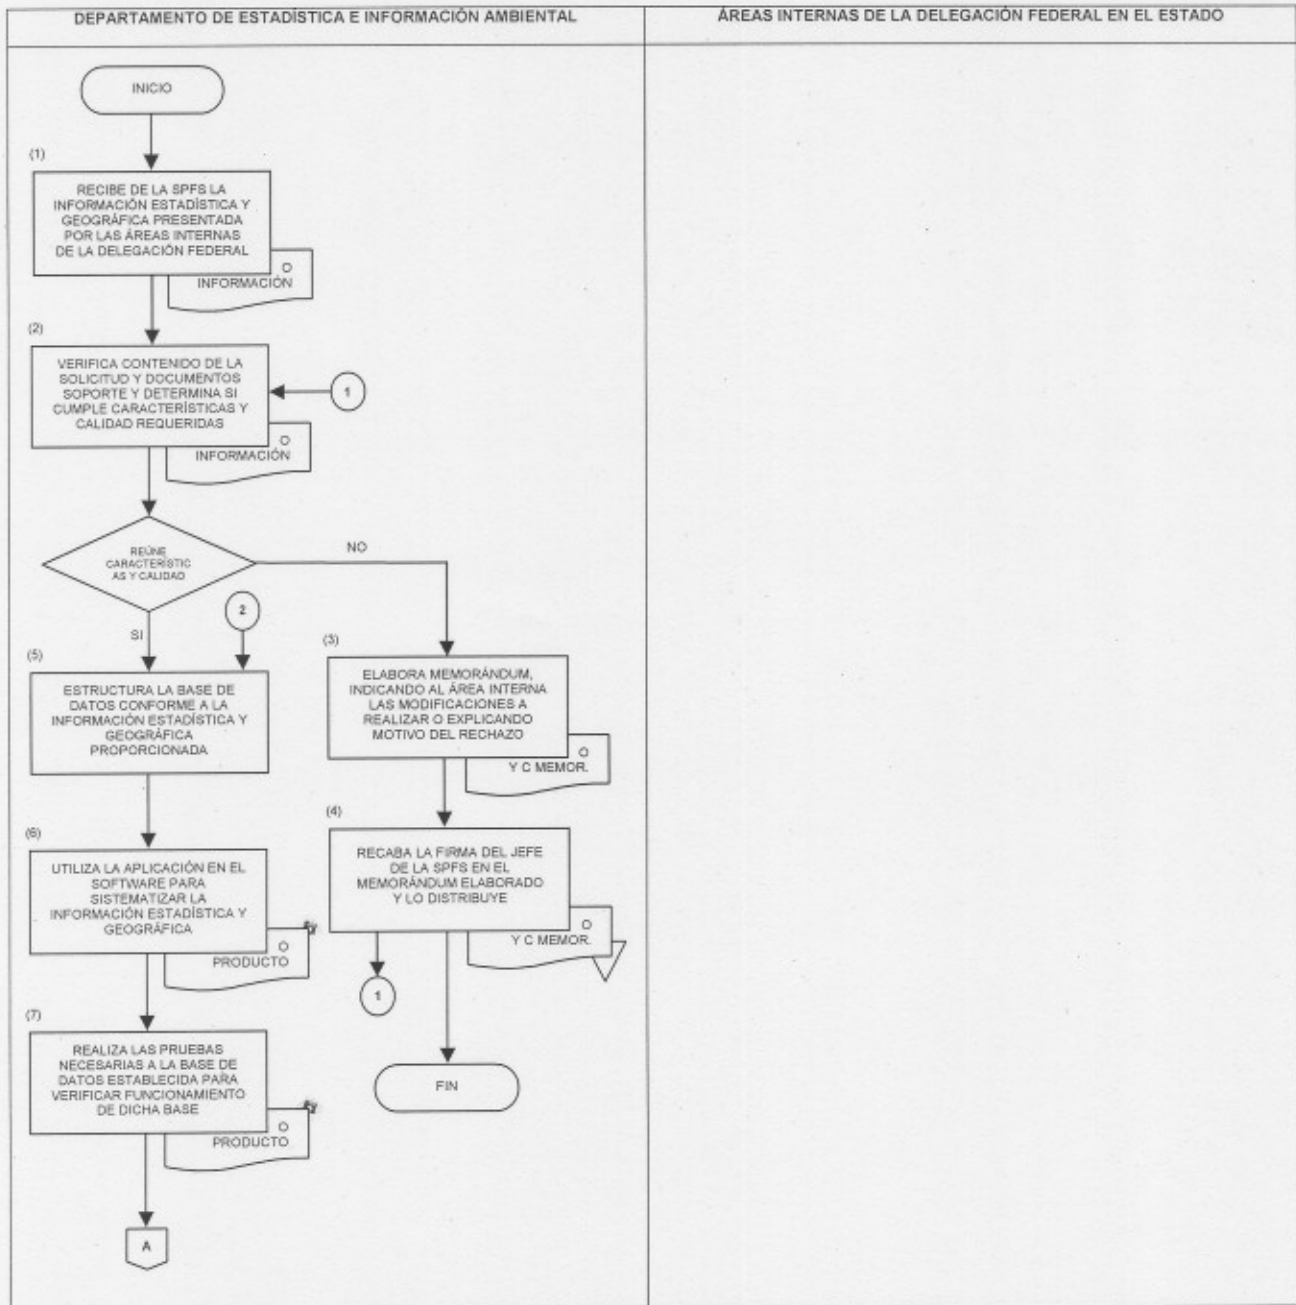 DEPARTAMENTO DE ESTADÍSTICA E INFORMACIÓN AMBIENTAL
ÁREAS INTERNAS DE LA DELEGACIÓN FEDERAL EN EL ESTADO
INICIO
(1)
RECIBE DE LA SPFS LA
INFORMACIÓN ESTADÍSTICA Y
GEOGRÁFICA PRESENTADA
POR LAS ÁREAS INTERNAS
DE LA DELEGACIÓN FEDERAL
O
INFORMACIÓN
(2)
VERIFICA CONTENIDO DE LA
SOLICITUD Y DOCUMENTOS
SOPORTE Y DETERMINA SI
CUMPLE CARACTERÍSTICAS Y
CALIDAD REQUERIDAS
1
O
INFORMACIÓN
REÚNE
CARACTERÍSTIC
AS Y CALIDAD
NO
SI
2
(3)
ELABORA MEMORÁNDUM,
INDICANDO AL ÁREA INTERNA
LAS MODIFICACIONES A
REALIZAR O EXPLICANDO
MOTIVO DEL RECHAZO
O
Y C MEMOR.
(5)
ESTRUCTURA LA BASE DE
DATOS CONFORME A LA
INFORMACIÓN ESTADÍSTICA Y
GEOGRÁFICA
PROPORCIONADA
(4)
RECABA LA FIRMA DEL JEFE
DE LA SPFS EN EL
MEMORÁNDUM ELABORADO
Y LO DISTRIBUYE
O
Y C MEMOR.
1
FIN
(6)
UTILIZA LA APLICACIÓN EN EL
SOFTWARE PARA
SISTEMATIZAR LA
INFORMACIÓN ESTADÍSTICA Y
GEOGRÁFICA
O
PRODUCTO
(7)
REALIZA LAS PRUEBAS
NECESARIAS A LA BASE DE
DATOS ESTABLECIDA PARA
VERIFICAR FUNCIONAMIENTO
DE DICHA BASE
O
PRODUCTO
A